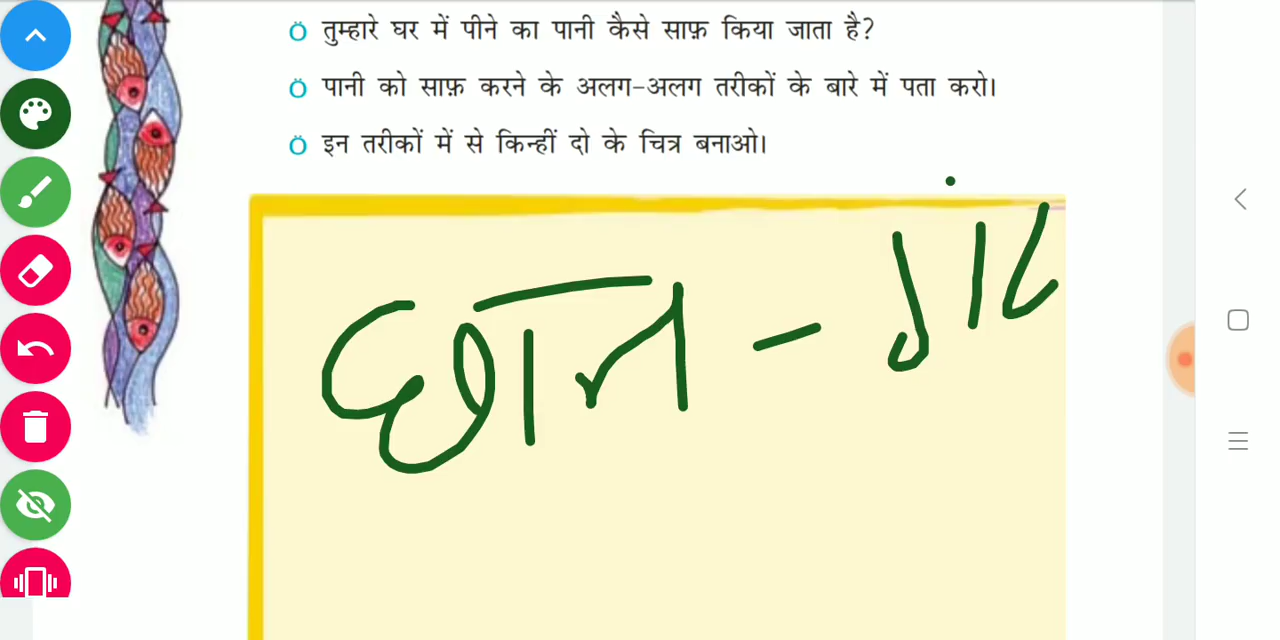 तुम्हारे घर में पीने का पानी कैसे साफ़ किया जाता है?
पानी को साफ़ करने के अलग-अलग तरीकों के बारे में पता करो।
इन तरीकों में से किन्हीं दो के चित्र बनाओ।
छान -